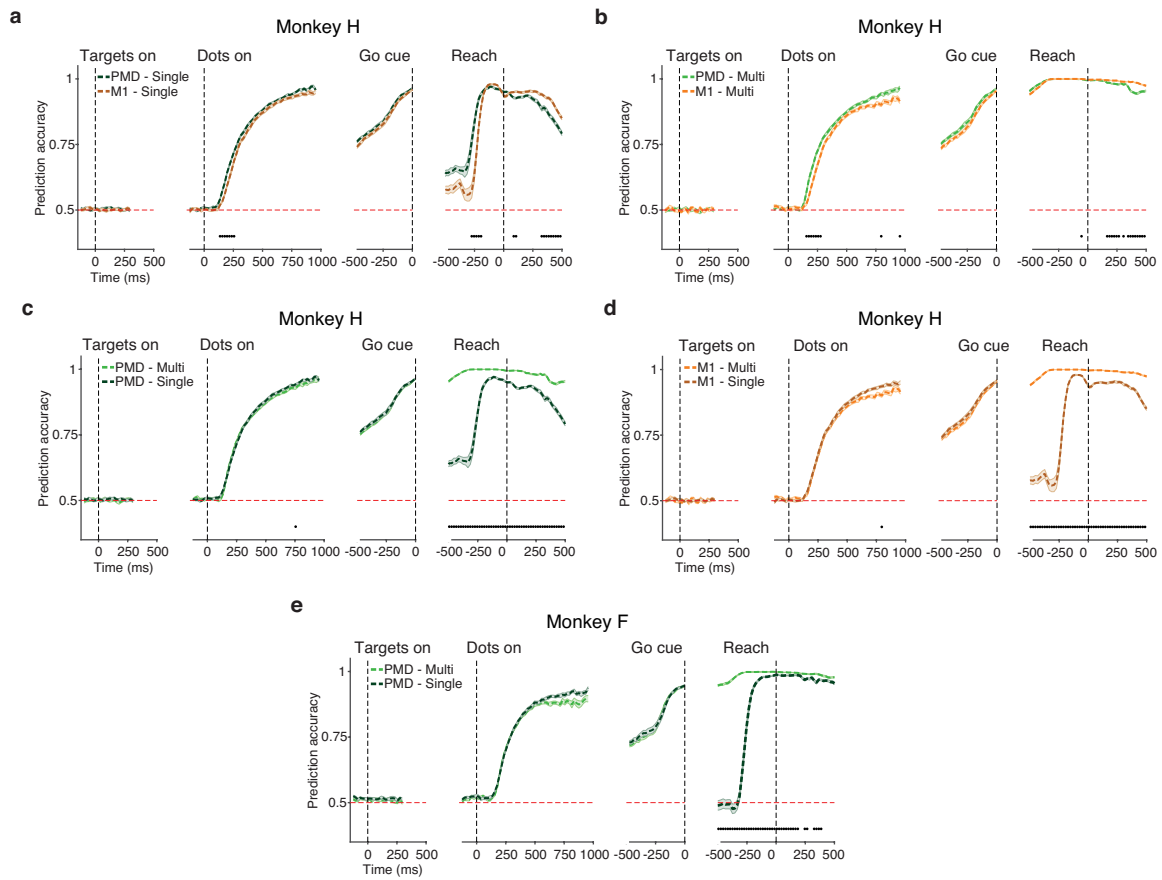 a
Monkey H
Targets on Dots on Go cue Reach
PMD - Single
M1 - Single
Prediction accuracy
1
0.75
0.5
0 250 500
0 250 500 750 1000
-500 -250 0
-500 -250 0 250 500
Time (ms)
b
Monkey H
Targets on Dots on Go cue Reach
PMD - Multi
M1 - Multi
Prediction accuracy
1
0.75
0.5
0 250 500
0 250 500 750 1000
-500 -250 0
-500 -250 0 250 500
Time (ms)
c
Monkey H
Targets on Dots on Go cue Reach
PMD - Multi
PMD - Single
Prediction accuracy
1
0.75
0.5
0 250 500
0 250 500 750 1000
-500 -250 0
-500 -250 0 250 500
Time (ms)
d
Monkey H
Targets on Dots on Go cue Reach
M1 - Multi
M1 - Single
Prediction accuracy
1
0.75
0.5
0 250 500
0 250 500 750 1000
-500 -250 0
-500 -250 0 250 500
Time (ms)
e
Monkey F
Targets on Dots on Go cue Reach
PMD - Multi
PMD - Single
Prediction accuracy
1
0.75
0.5
0 250 500
0 250 500 750 1000
-500 -250 0
-500 -250 0 250 500
Time (ms)